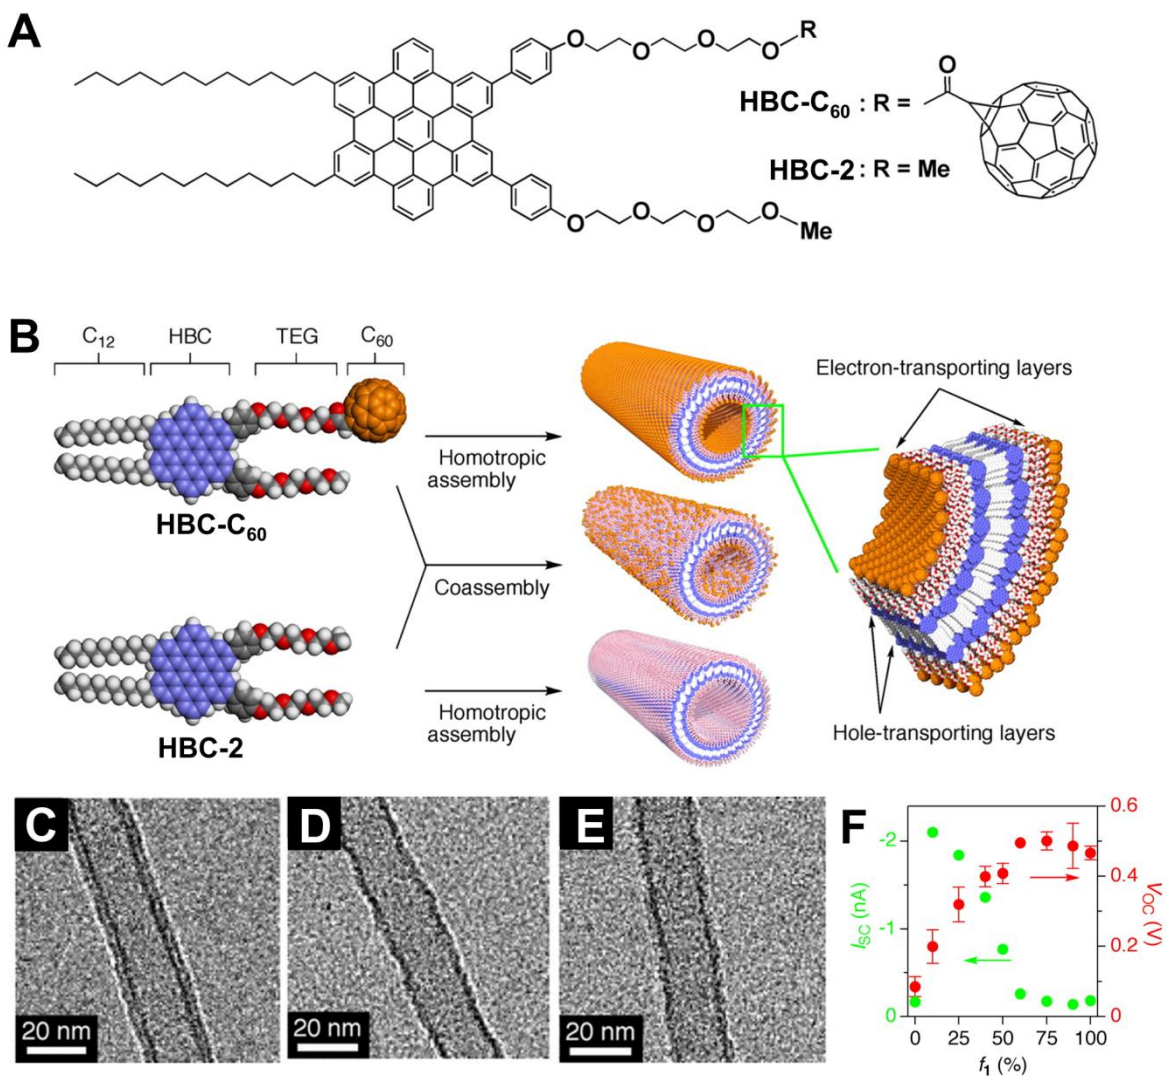 A
R
O
O
O
O
O
HBC-C₆₀ : R =
HBC-2 : R = Me
O
O
O
O
Me
B
C₁₂
HBC
TEG
C₆₀
HBC-C₆₀
Homotropic
assembly
Coassembly
HBC-2
Homotropic
assembly
Electron-transporting layers
Hole-transporting layers
C
20 nm
D
20 nm
E
20 nm
F
I_SC (nA)
-2
-1
0
0.6
0.4
0.2
0
V_OC (V)
0 25 50 75 100
f₁ (%)